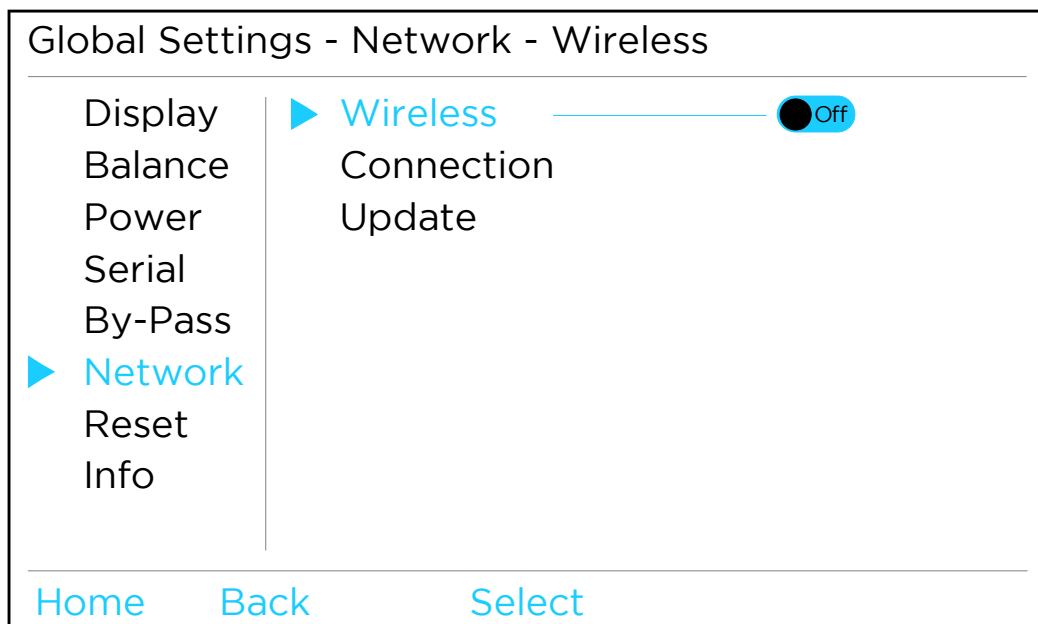 Global Settings - Network - Wireless
Display
Balance
Power
Serial
By-Pass
Network
Reset
Info
Wireless Off
Connection
Update
Home Back Select